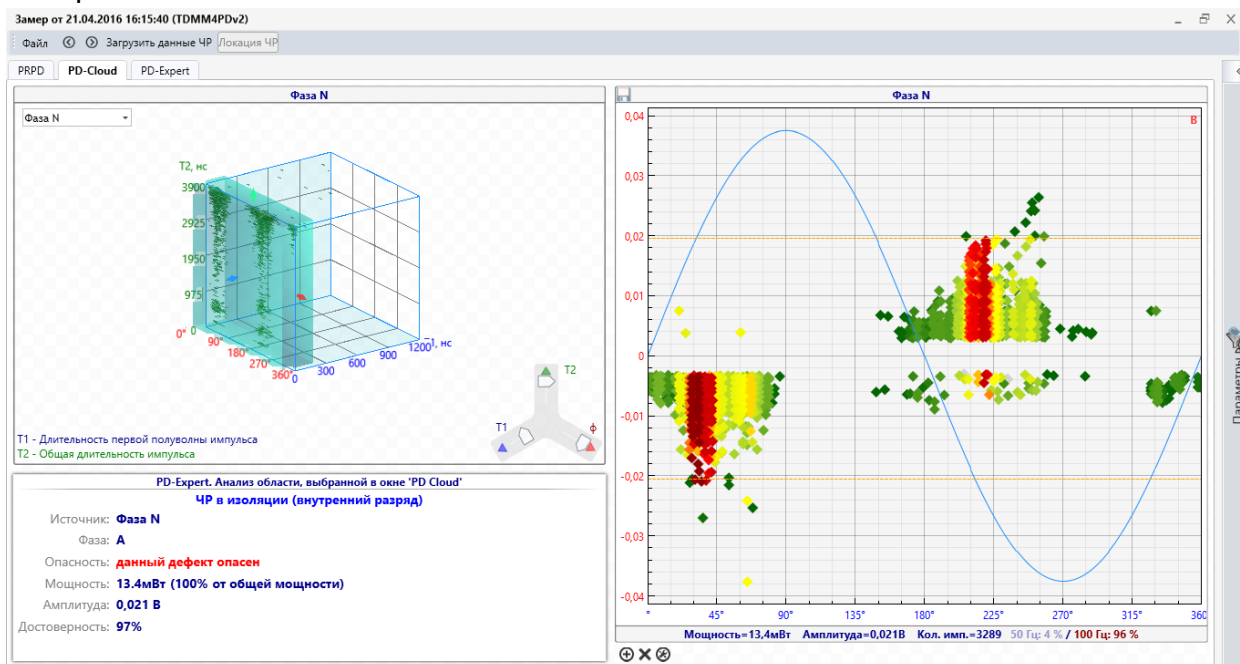 Замер от 21.04.2016 16:15:40 (TDMM4PDv2)
Файл Загрузить данные ЧР Локация ЧР
PRPD PD-Cloud PD-Expert
Фаза N
Фаза N
T2, нс
3900
2925
1950
975
0
0°
90°
180°
270°
360°
0
300
600
900
1200
T1, нс
T2
T1
ф
T1 - Длительность первой полуволны импульса
T2 - Общая длительность импульса
PD-Expert. Анализ области, выбранной в окне 'PD Cloud'
ЧР в изоляции (внутренний разряд)
Источник: Фаза N
Фаза: A
Опасность: данный дефект опасен
Мощность: 13.4мВт (100% от общей мощности)
Амплитуда: 0,021 В
Достоверность: 97%
Фаза N
В
0,04
0,03
0,02
0,01
0
-0,01
-0,02
-0,03
-0,04
° 45° 90° 135° 180° 225° 270° 315° 360
Мощность=13,4мВт Амплитуда=0,021В Кол. имп.=3289 50 Гц: 4 % / 100 Гц: 96 %
Параметры